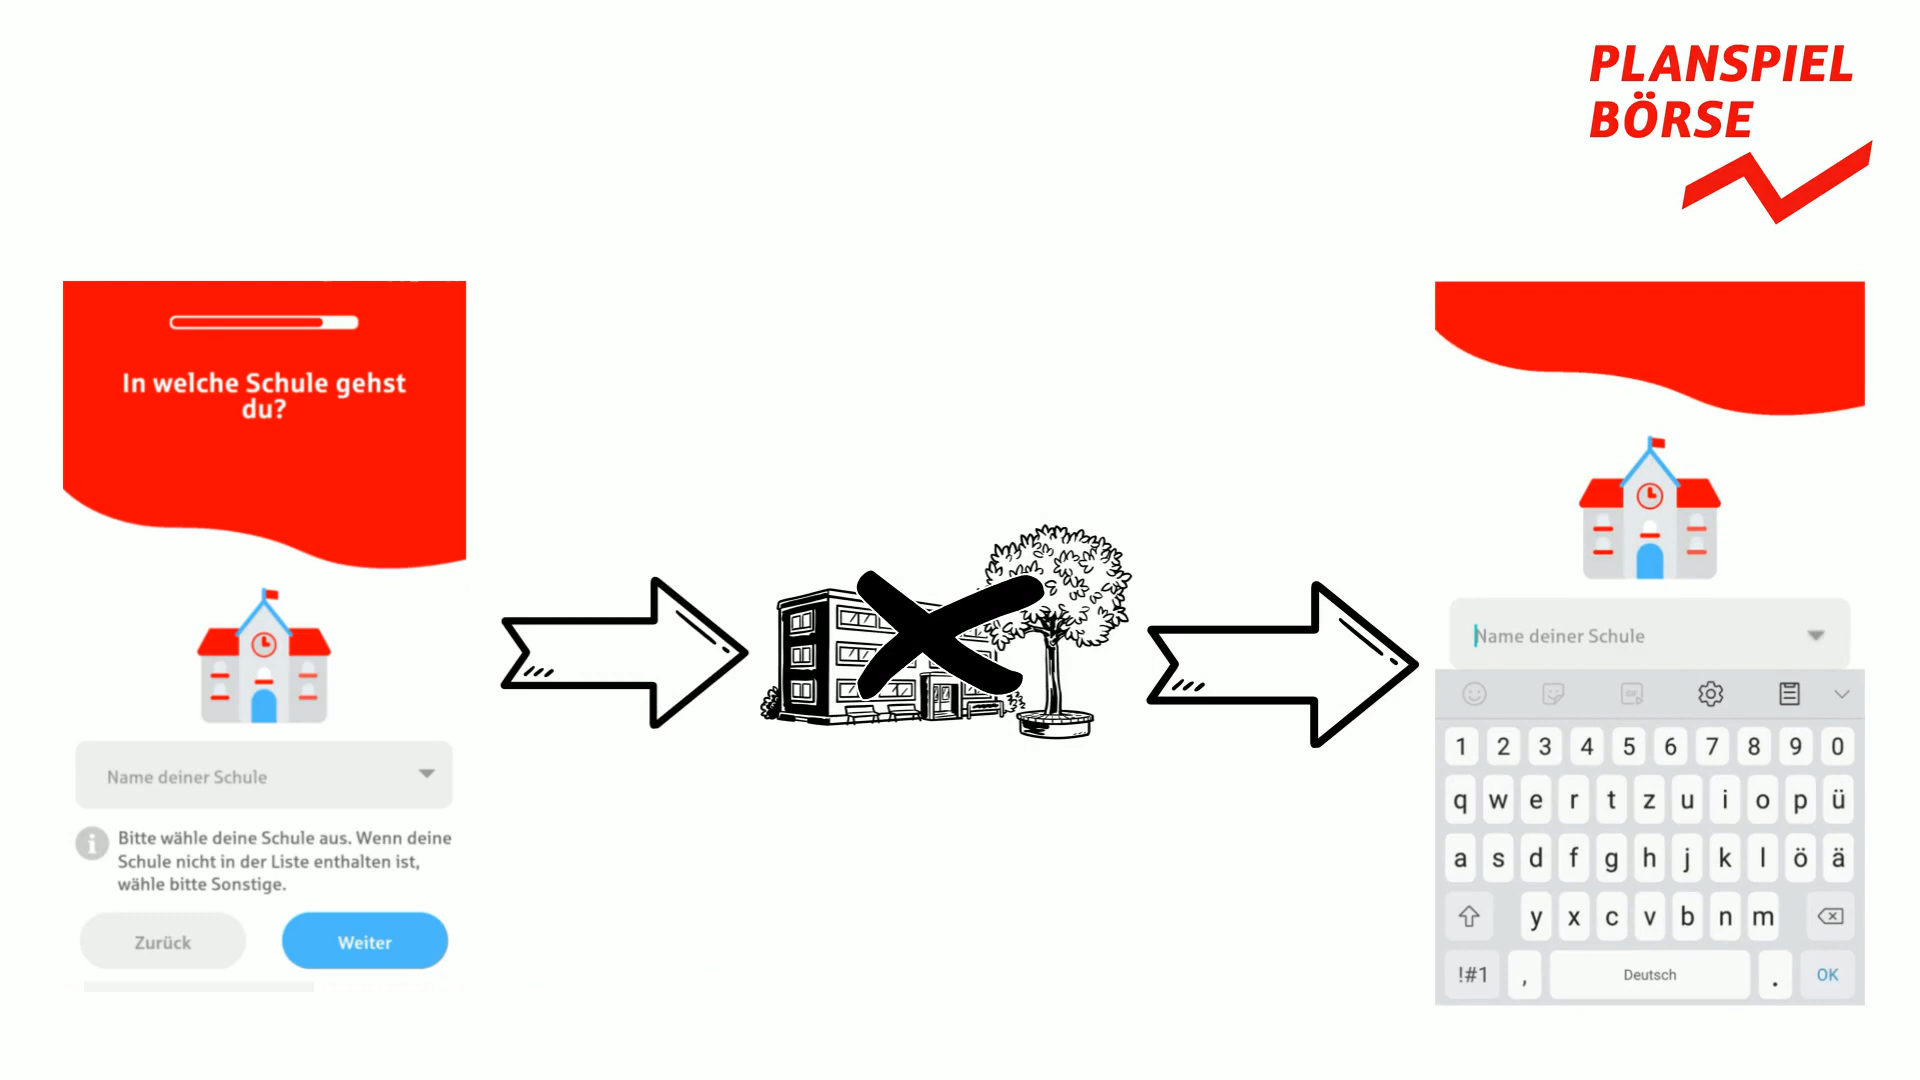 PLANSPIEL
BÖRSE
In welche Schule gehst
du?
Name deiner Schule
Bitte wähle deine Schule aus. Wenn deine
Schule nicht in der Liste enthalten ist,
wähle bitte Sonstige.
Zurück
Weiter
Name deiner Schule
1 2 3 4 5 6 7 8 9 0
q w e r t z u i o p ü
a s d f g h j k l ö ä
y x c v b n m
!#1 , Deutsch . OK